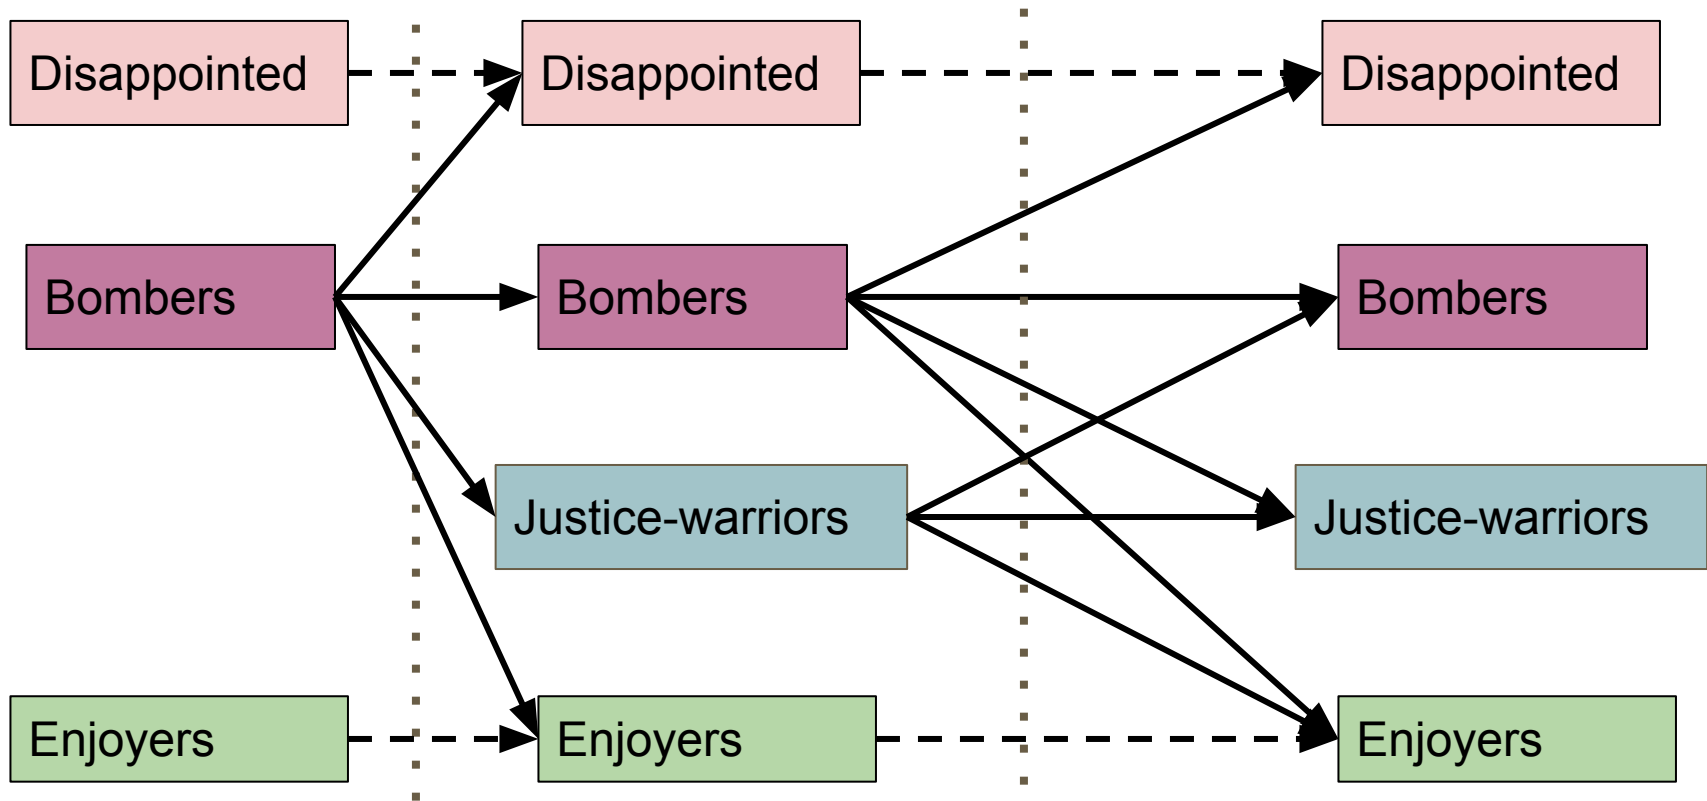 Disappointed
Disappointed
Disappointed
Bombers
Bombers
Bombers
Justice-warriors
Justice-warriors
Enjoyers
Enjoyers
Enjoyers